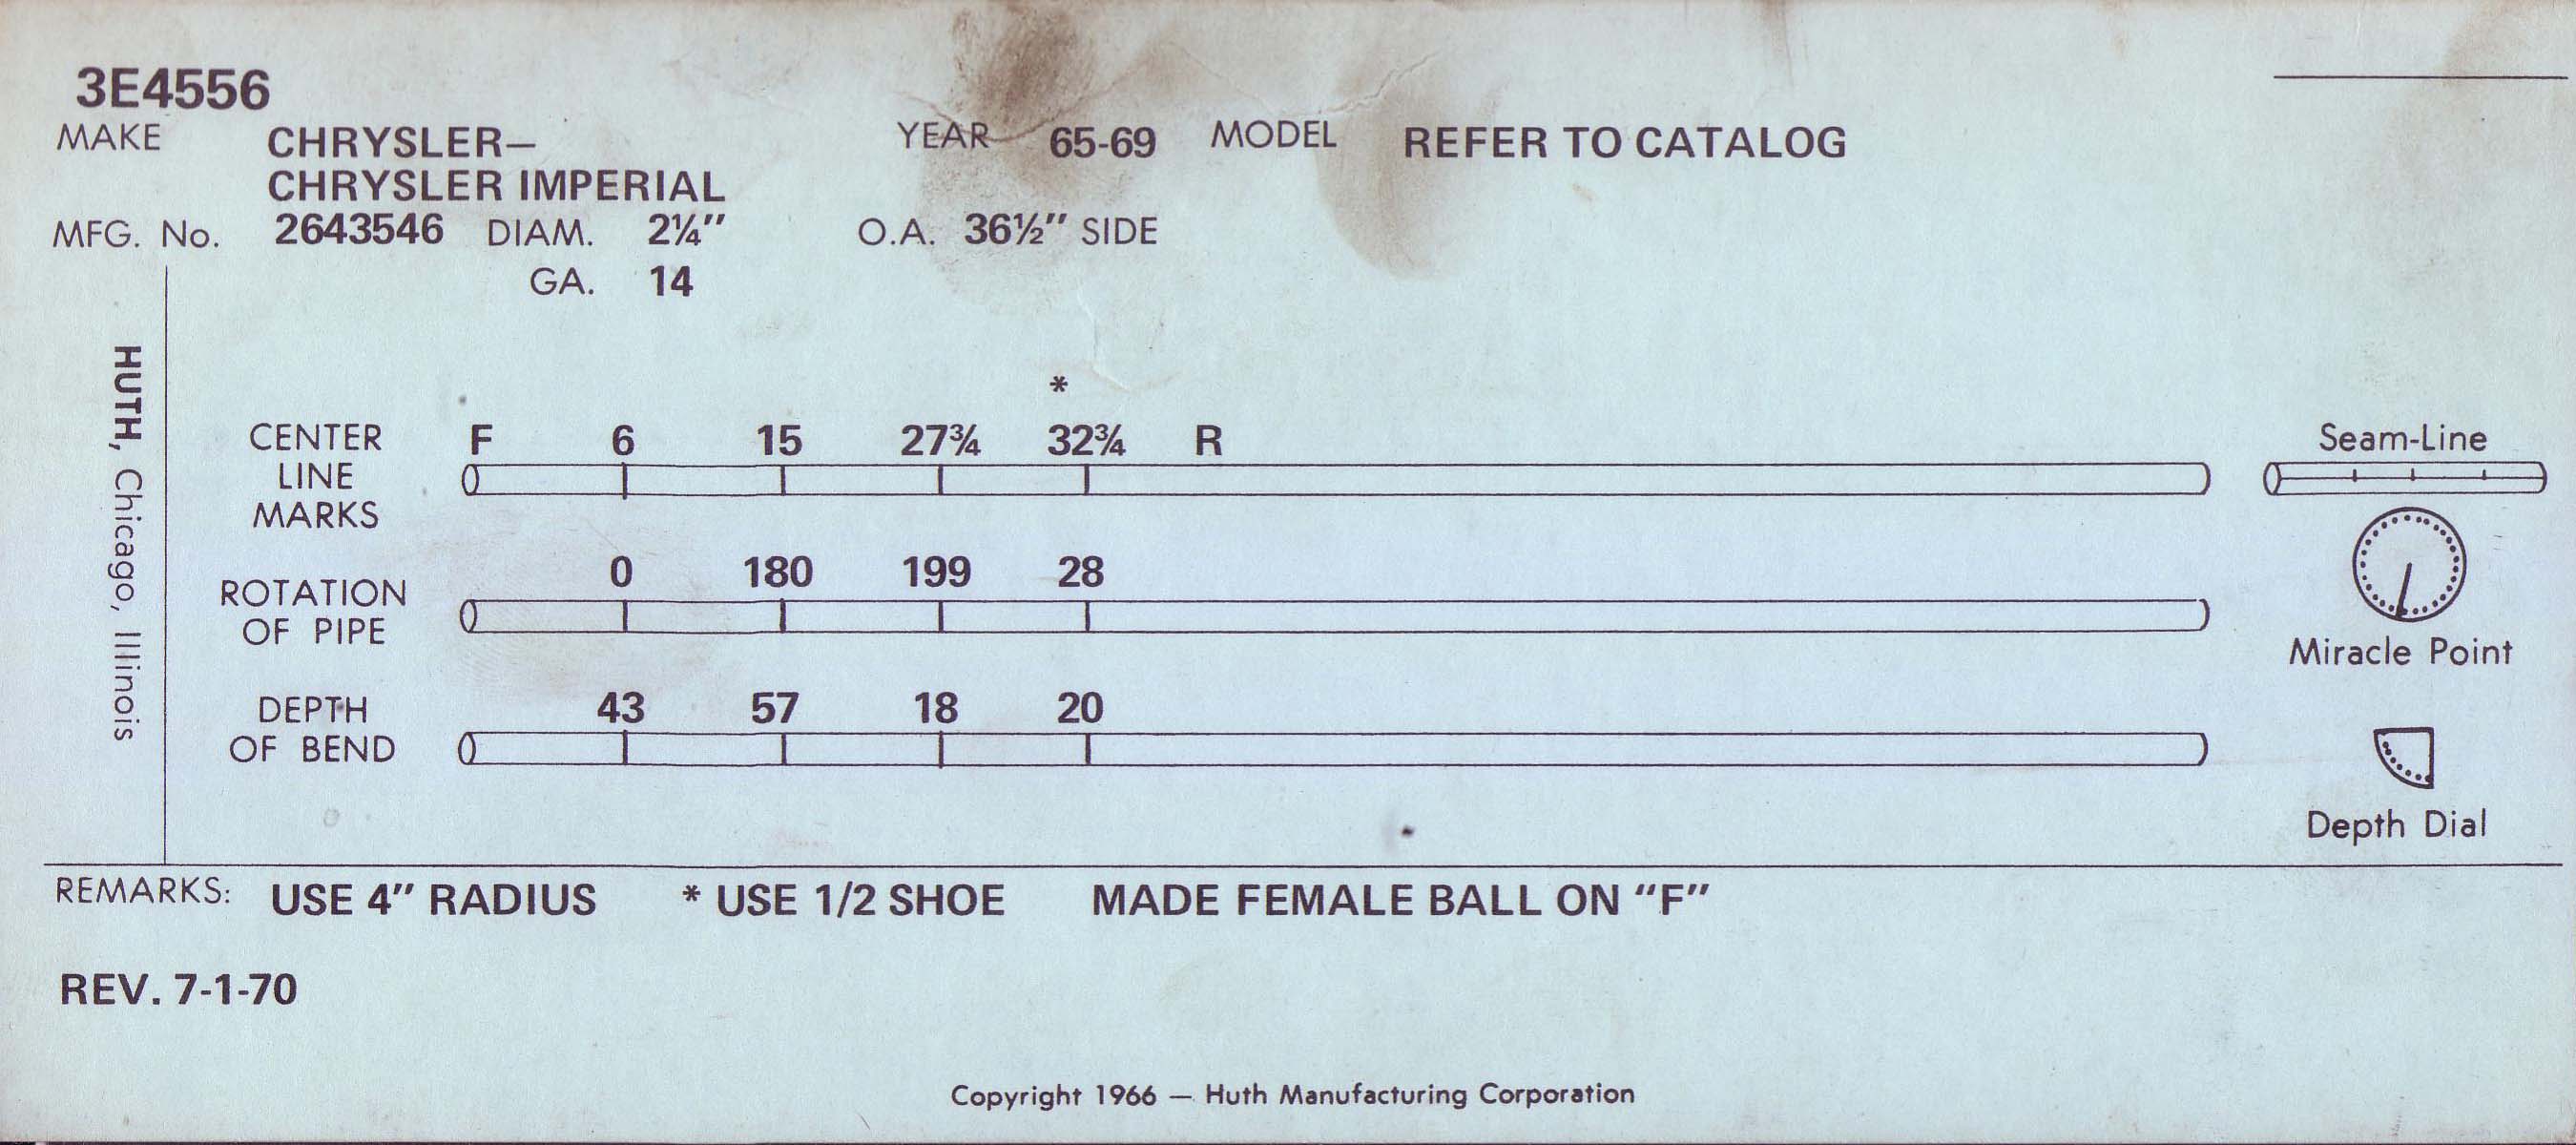 3E4556
MAKE CHRYSLER— YEAR 65-69 MODEL REFER TO CATALOG
CHRYSLER IMPERIAL
MFG. No. 2643546 DIAM. 2¼" O.A. 36½" SIDE
GA. 14
HUTH, Chicago, Illinois
*
CENTER F 6 15 27¾ 32¾ R Seam-Line
LINE
MARKS
0 180 199 28
ROTATION
OF PIPE
Miracle Point
DEPTH 43 57 18 20
OF BEND
Depth Dial
REMARKS: USE 4" RADIUS * USE 1/2 SHOE MADE FEMALE BALL ON "F"
REV. 7-1-70
Copyright 1966 — Huth Manufacturing Corporation